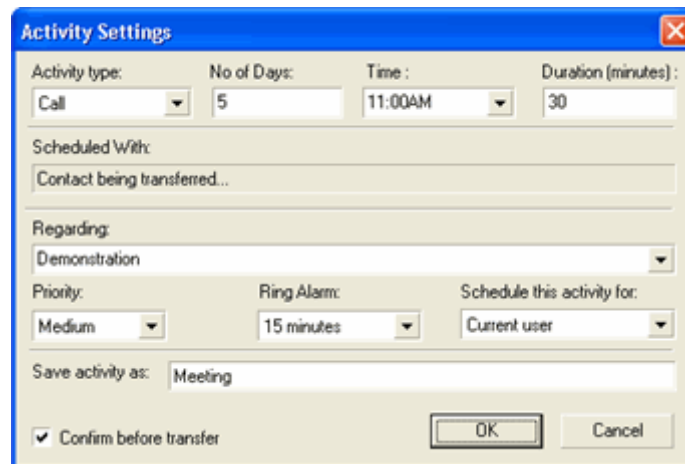 Activity Settings
Activity type: No of Days: Time : Duration (minutes) :
Call 5 11:00AM 30
Scheduled With:
Contact being transferred...
Regarding:
Demonstration
Priority: Ring Alarm: Schedule this activity for:
Medium 15 minutes Current user
Save activity as: Meeting
Confirm before transfer OK Cancel